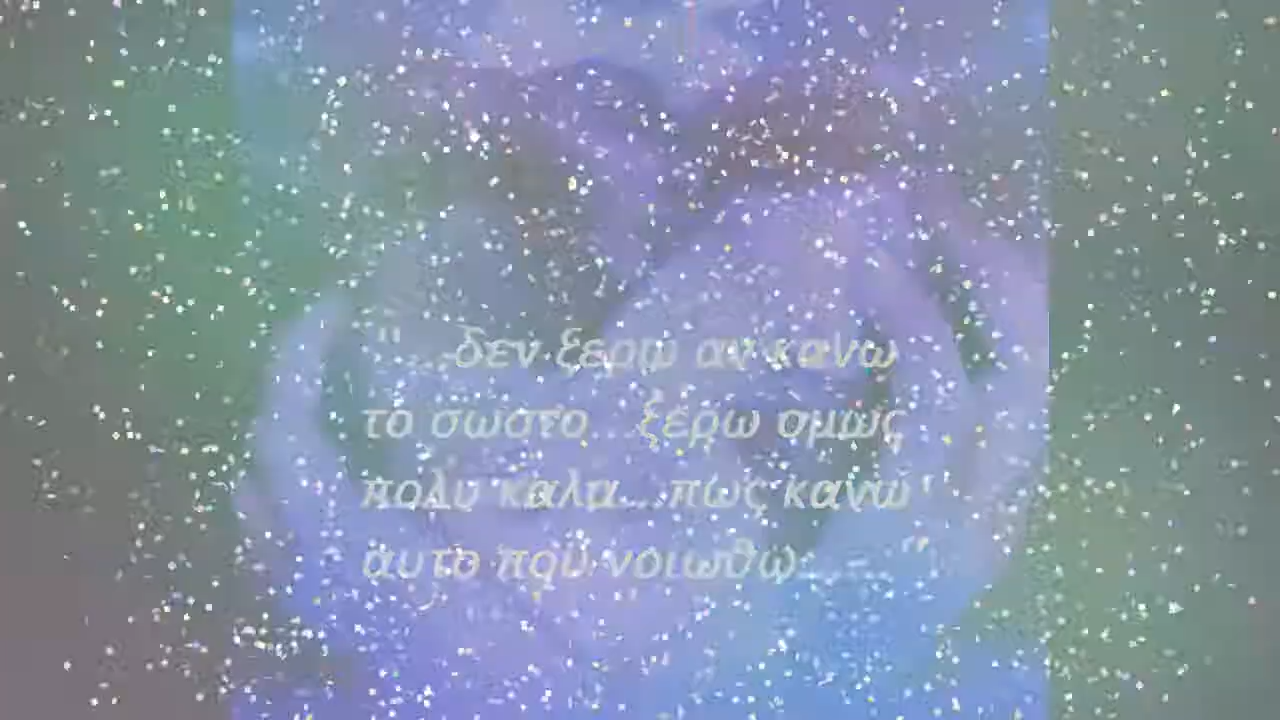 "...δεν ξερω αν κανω
το σωστο...ξερω ομως
πολυ καλα...πως κανω
αυτο που νοιωθω... "